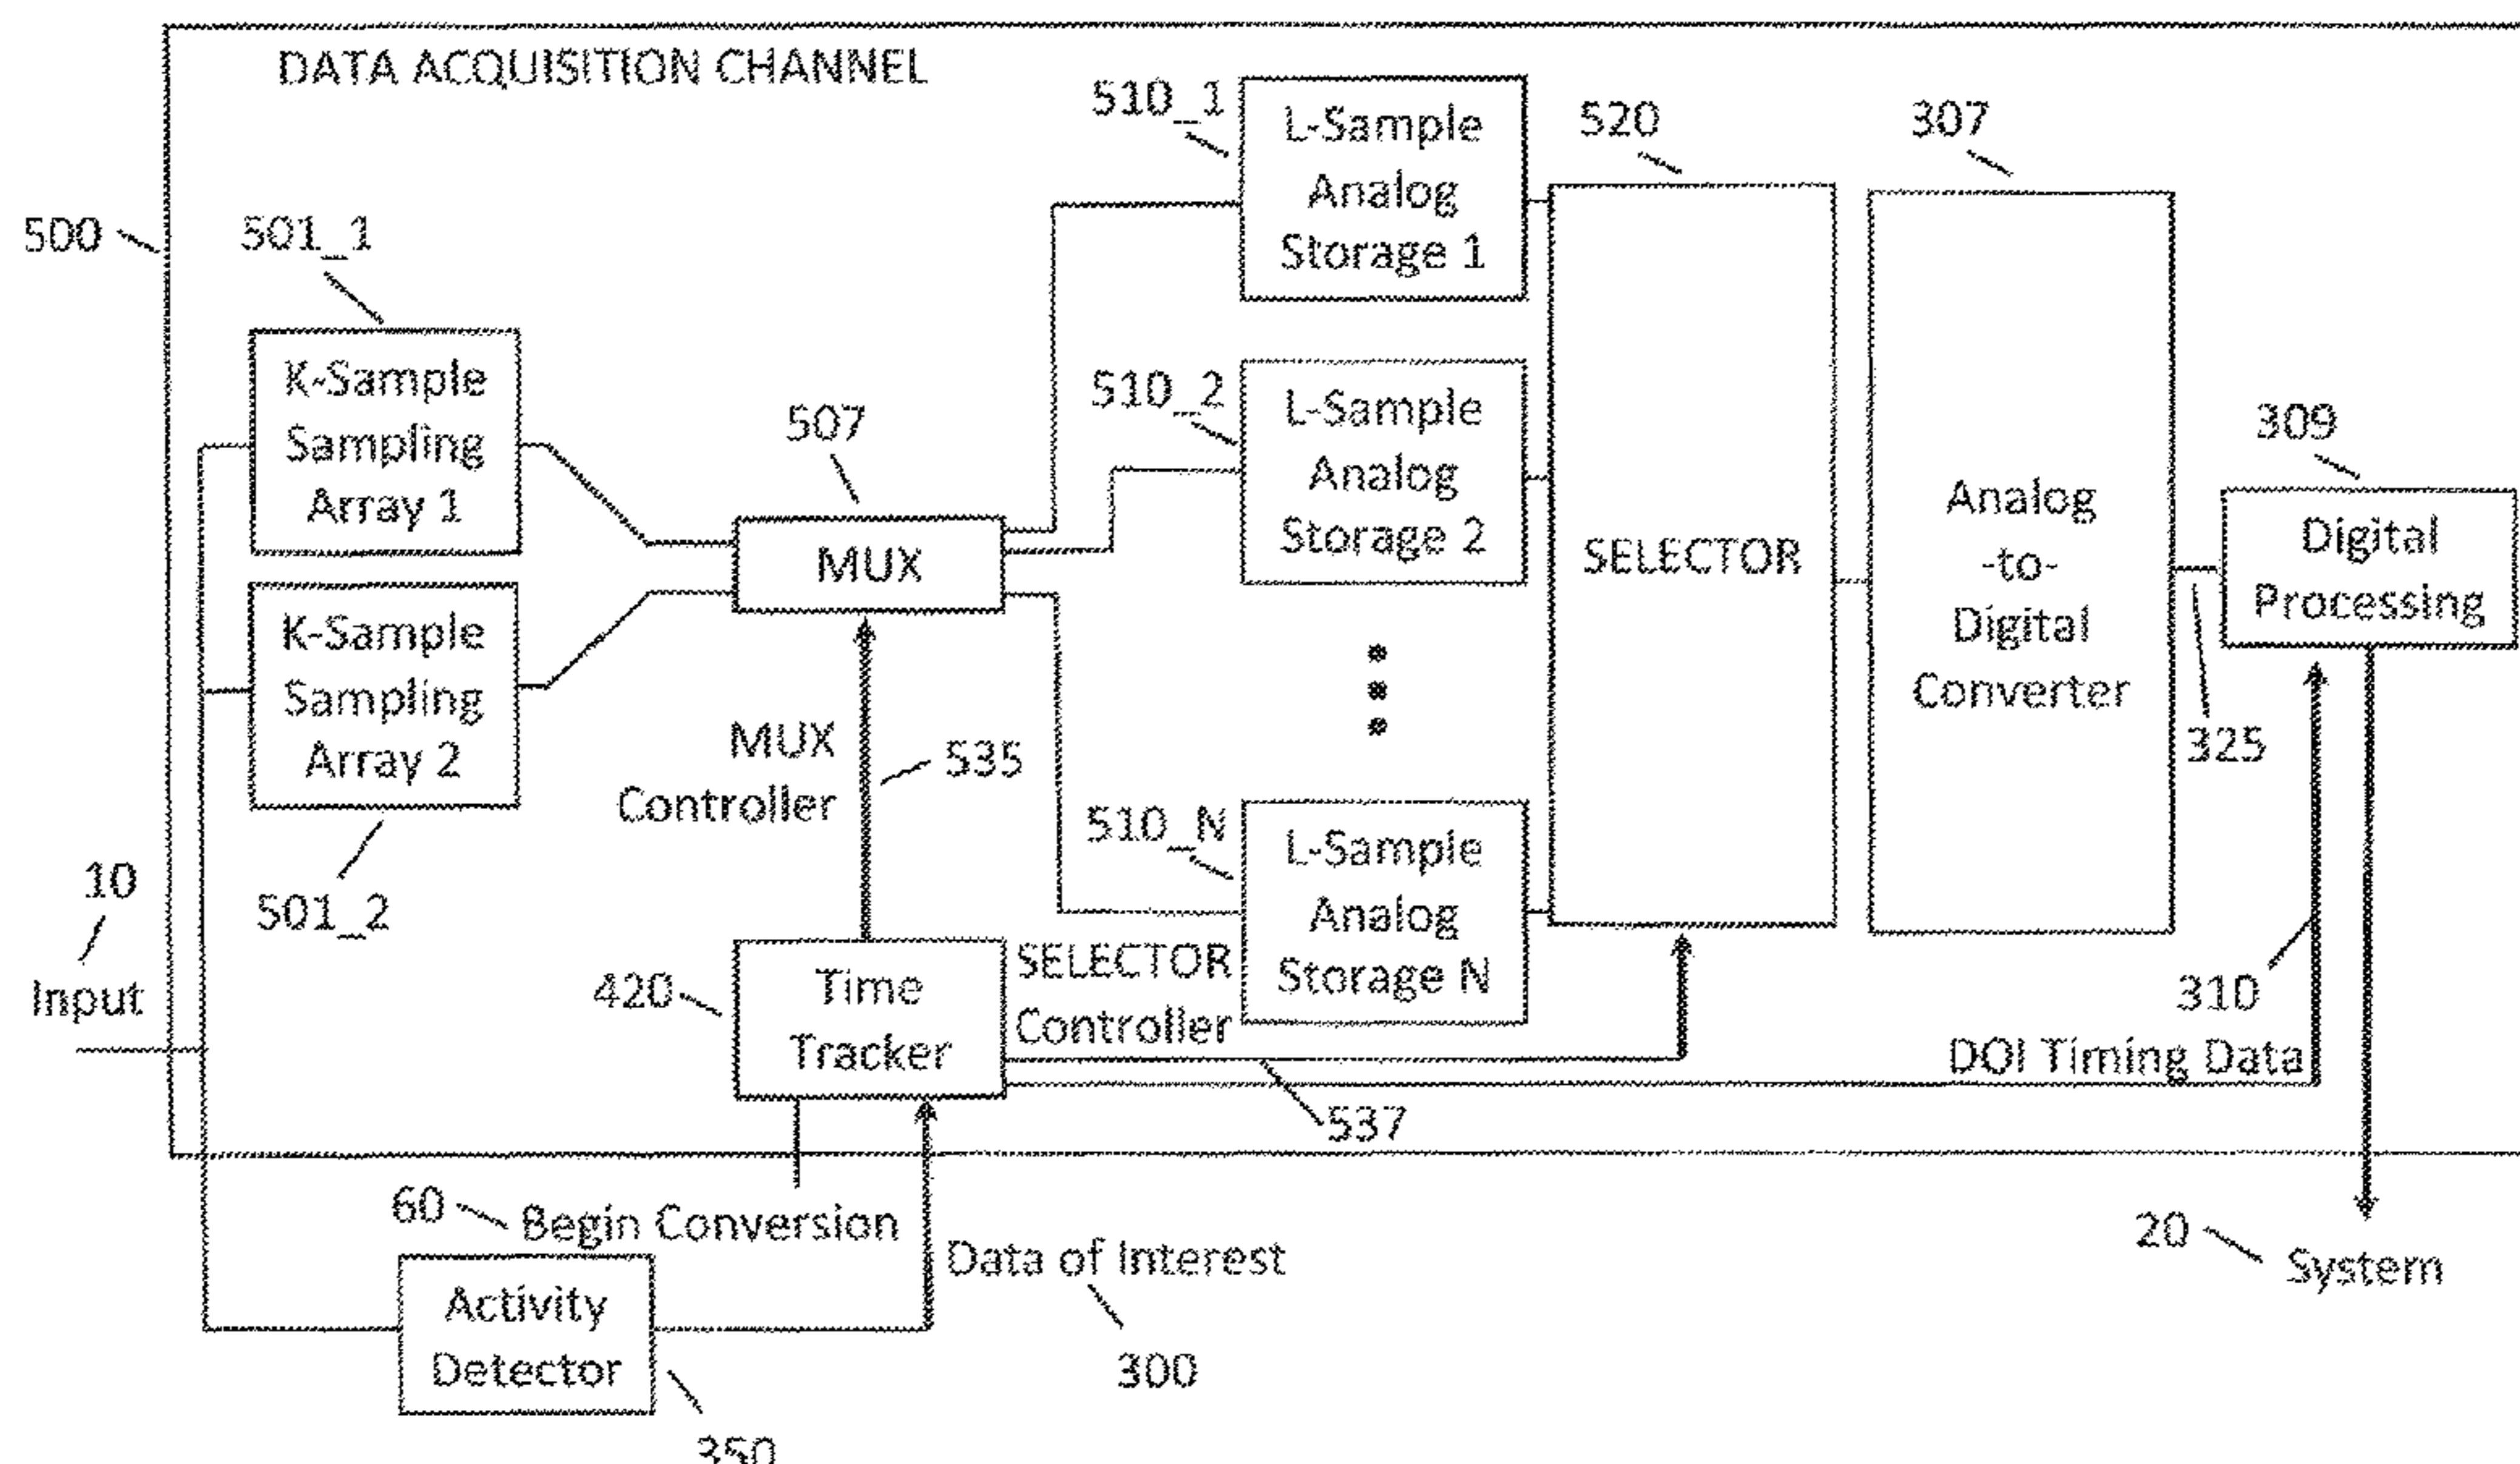 DATA ACQUISITION CHANNEL
500
501_1
K-Sample
Sampling
Array 1
K-Sample
Sampling
Array 2
501_2
10
Input
507
MUX
MUX
Controller
535
420
Time
Tracker
SELECTOR
Controller
537
510_1
L-Sample
Analog
Storage 1
510_2
L-Sample
Analog
Storage 2
510_N
L-Sample
Analog
Storage N
520
SELECTOR
307
Analog
-to-
Digital
Converter
325
309
Digital
Processing
310
DOI Timing Data
60
Begin Conversion
Activity
Detector
350
Data of Interest
300
20
System